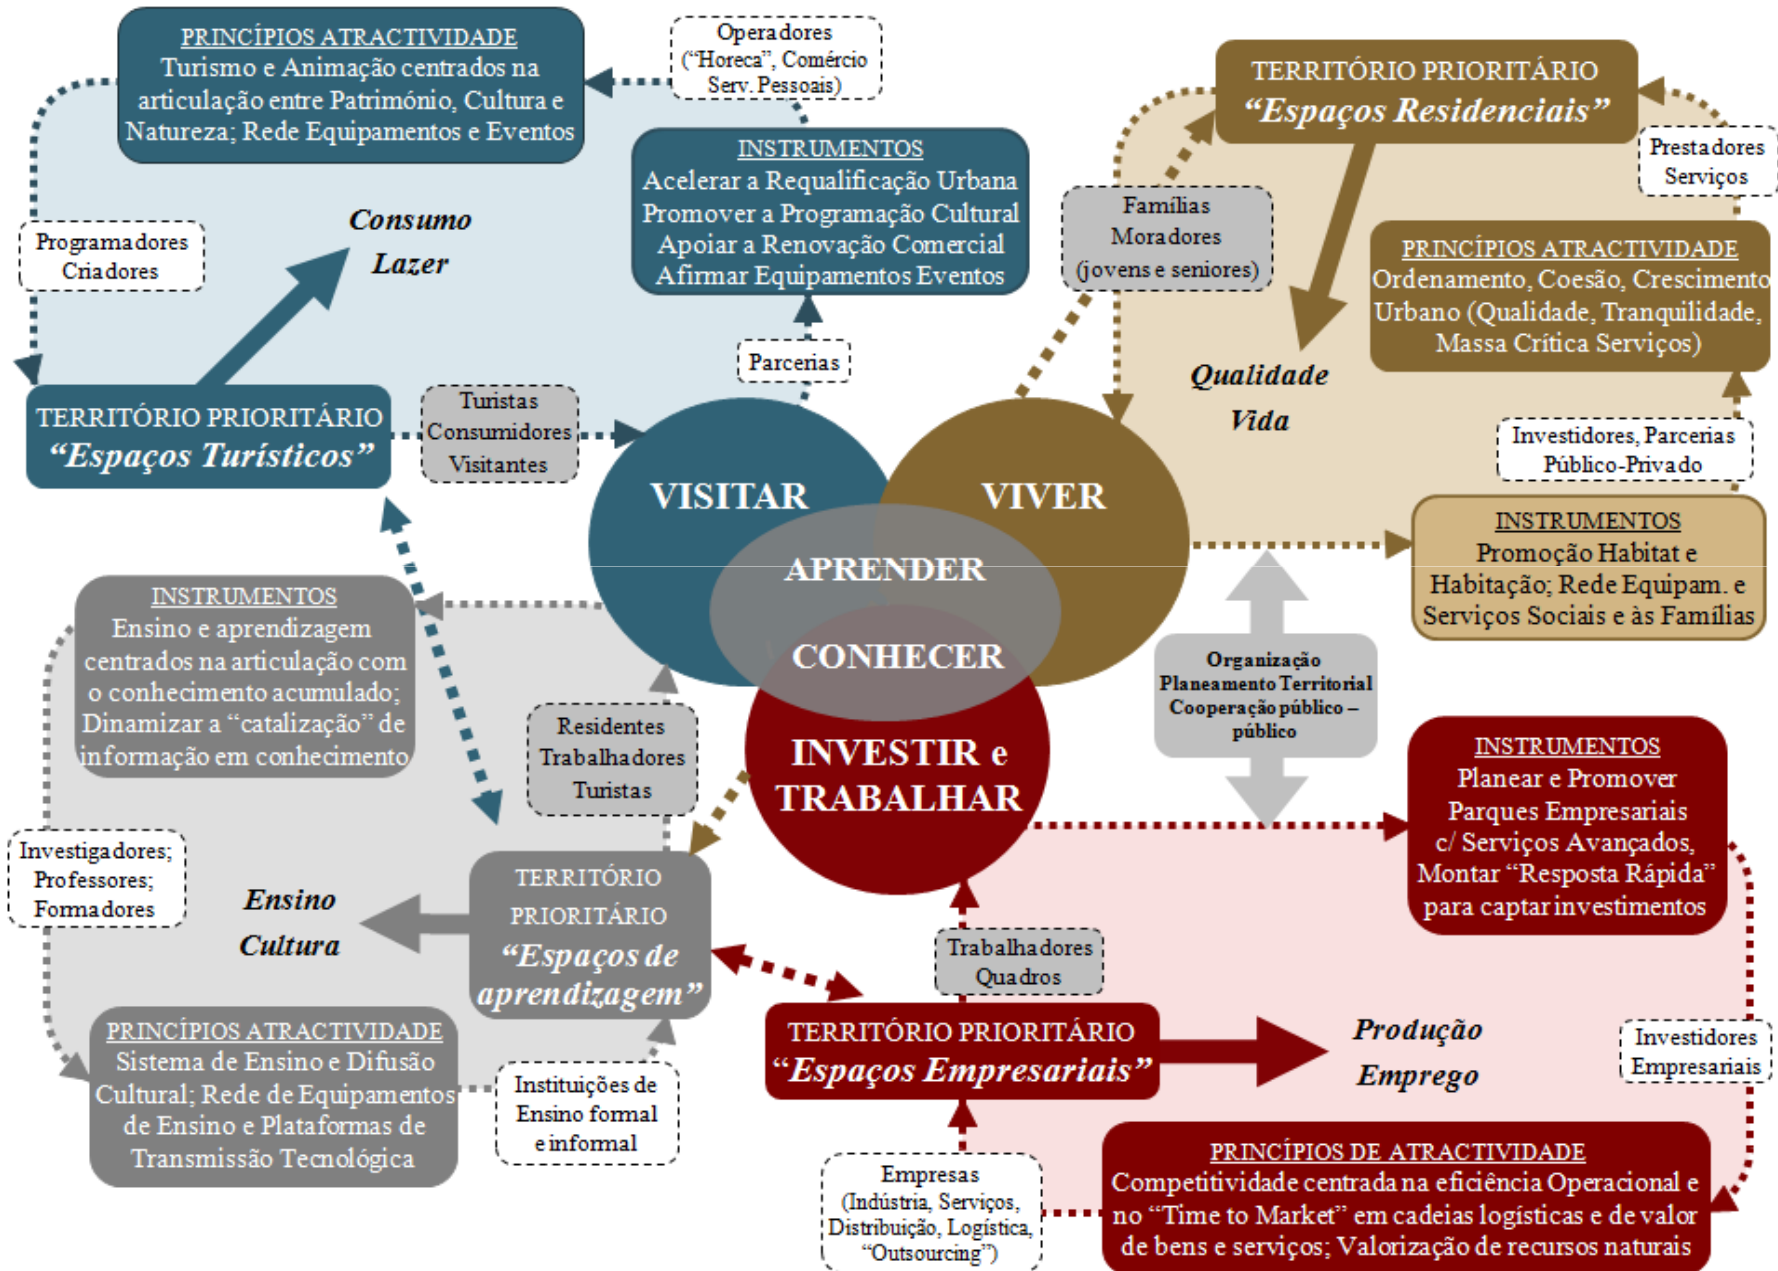 PRINCÍPIOS ATRACTIVIDADE
Turismo e Animação centrados na
articulação entre Património, Cultura e
Natureza; Rede Equipamentos e Eventos
Operadores
(“Horeca”, Comércio
Serv. Pessoais)
INSTRUMENTOS
Acelerar a Requalificação Urbana
Promover a Programação Cultural
Apoiar a Renovação Comercial
Afirmar Equipamentos Eventos
Programadores
Criadores
Consumo
Lazer
Parcerias
TERRITÓRIO PRIORITÁRIO
“Espaços Turísticos”
Turistas
Consumidores
Visitantes
TERRITÓRIO PRIORITÁRIO
“Espaços Residenciais”
Prestadores
Serviços
Famílias
Moradores
(jovens e seniores)
PRINCÍPIOS ATRACTIVIDADE
Ordenamento, Coesão, Crescimento
Urbano (Qualidade, Tranquilidade,
Massa Crítica Serviços)
Qualidade
Vida
Investidores, Parcerias
Público-Privado
INSTRUMENTOS
Promoção Habitat e
Habitação; Rede Equipam. e
Serviços Sociais e às Famílias
VISITAR
VIVER
APRENDER
CONHECER
INVESTIR e
TRABALHAR
Organização
Planeamento Territorial
Cooperação público –
público
INSTRUMENTOS
Ensino e aprendizagem
centrados na articulação com
o conhecimento acumulado;
Dinamizar a “catalização” de
informação em conhecimento
Residentes
Trabalhadores
Turistas
Investigadores;
Professores;
Formadores
Ensino
Cultura
TERRITÓRIO
PRIORITÁRIO
“Espaços de
aprendizagem”
PRINCÍPIOS ATRACTIVIDADE
Sistema de Ensino e Difusão
Cultural; Rede de Equipamentos
de Ensino e Plataformas de
Transmissão Tecnológica
Instituições de
Ensino formal
e informal
INSTRUMENTOS
Planear e Promover
Parques Empresariais
c/ Serviços Avançados,
Montar “Resposta Rápida”
para captar investimentos
Trabalhadores
Quadros
TERRITÓRIO PRIORITÁRIO
“Espaços Empresariais”
Produção
Emprego
Investidores
Empresariais
Empresas
(Indústria, Serviços,
Distribuição, Logística,
“Outsourcing”)
PRINCÍPIOS DE ATRACTIVIDADE
Competitividade centrada na eficiência Operacional e
no “Time to Market” em cadeias logísticas e de valor
de bens e serviços; Valorização de recursos naturais